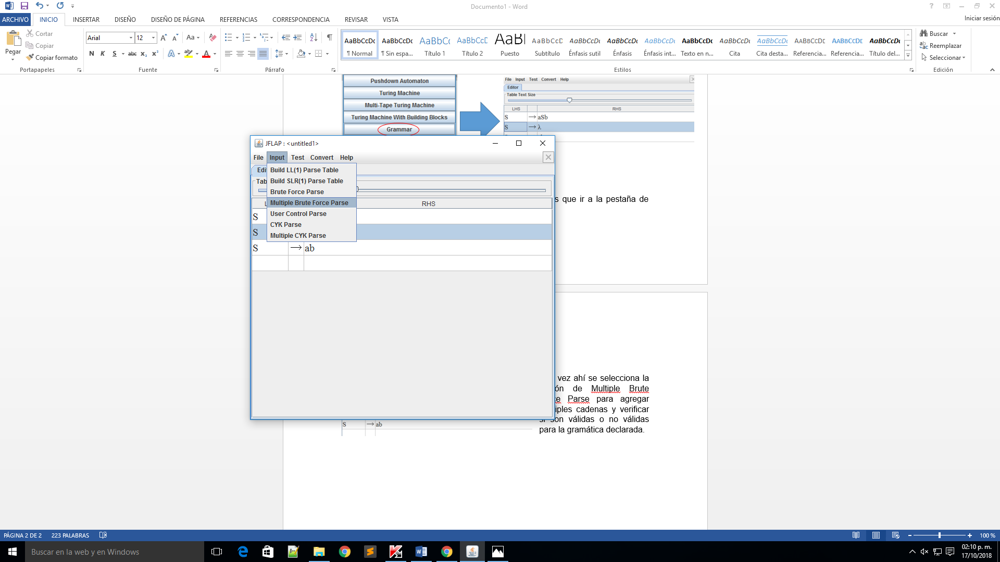 Documento1 - Word
ARCHIVO INICIO INSERTAR DISEÑO DISEÑO DE PÁGINA REFERENCIAS CORRESPONDENCIA REVISAR VISTA Iniciar sesión
Pegar
Cortar
Copiar
Copiar formato
Portapapeles
Arial 12
N K S abc
Fuente
Párrafo
AaBbCcDc AaBbCcDc AaBbCc AaBbCcD AaB AaBbCcD AaBbCcDc AaBbCcDc AaBbCcDc AaBbCcDc AaBbCcDc AaBbCcDc AaBbCcDd AaBbCcDd AaBbCcDc
¶ Normal ¶ Sin espa... Título 1 Título 2 Puesto Subtítulo Énfasis sutil Énfasis Énfasis int... Texto en n... Cita Cita desta... Referencia... Referencia... Título del...
Estilos
Buscar
Reemplazar
Seleccionar
Edición
Pushdown Automaton
Turing Machine
Multi-Tape Turing Machine
Turing Machine With Building Blocks
Grammar
File Input Test Convert Help
Editor
Table Text Size
LHS RHS
S → aSb
S → λ
JFLAP : <untitled1>
File Input Test Convert Help
Build LL(1) Parse Table
Build SLR(1) Parse Table
Brute Force Parse
Multiple Brute Force Parse
User Control Parse
CYK Parse
Multiple CYK Parse
RHS
S
S
S → ab
s que ir a la pestaña de
vez ahí se selecciona la
ón de Multiple Brute
ce Parse para agregar
iples cadenas y verificar
si son válidas o no válidas
para la gramática declarada.
S → ab
PÁGINA 2 DE 2 223 PALABRAS 100 %
Buscar en la web y en Windows
02:10 p. m.
17/10/2018